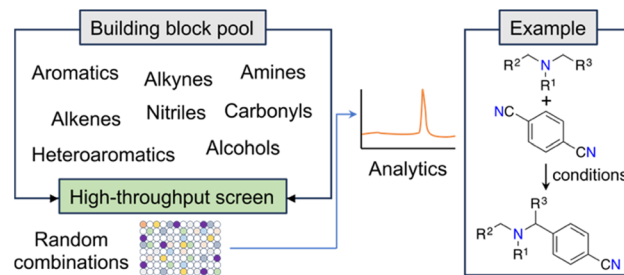 Building block pool
Aromatics
Alkynes
Amines
Alkenes
Nitriles
Carbonyls
Heteroaromatics
Alcohols
High-throughput screen
Random
combinations
Analytics
Example
R² N R³
R¹
+
NC
CN
conditions
R³
R² N
R¹
CN